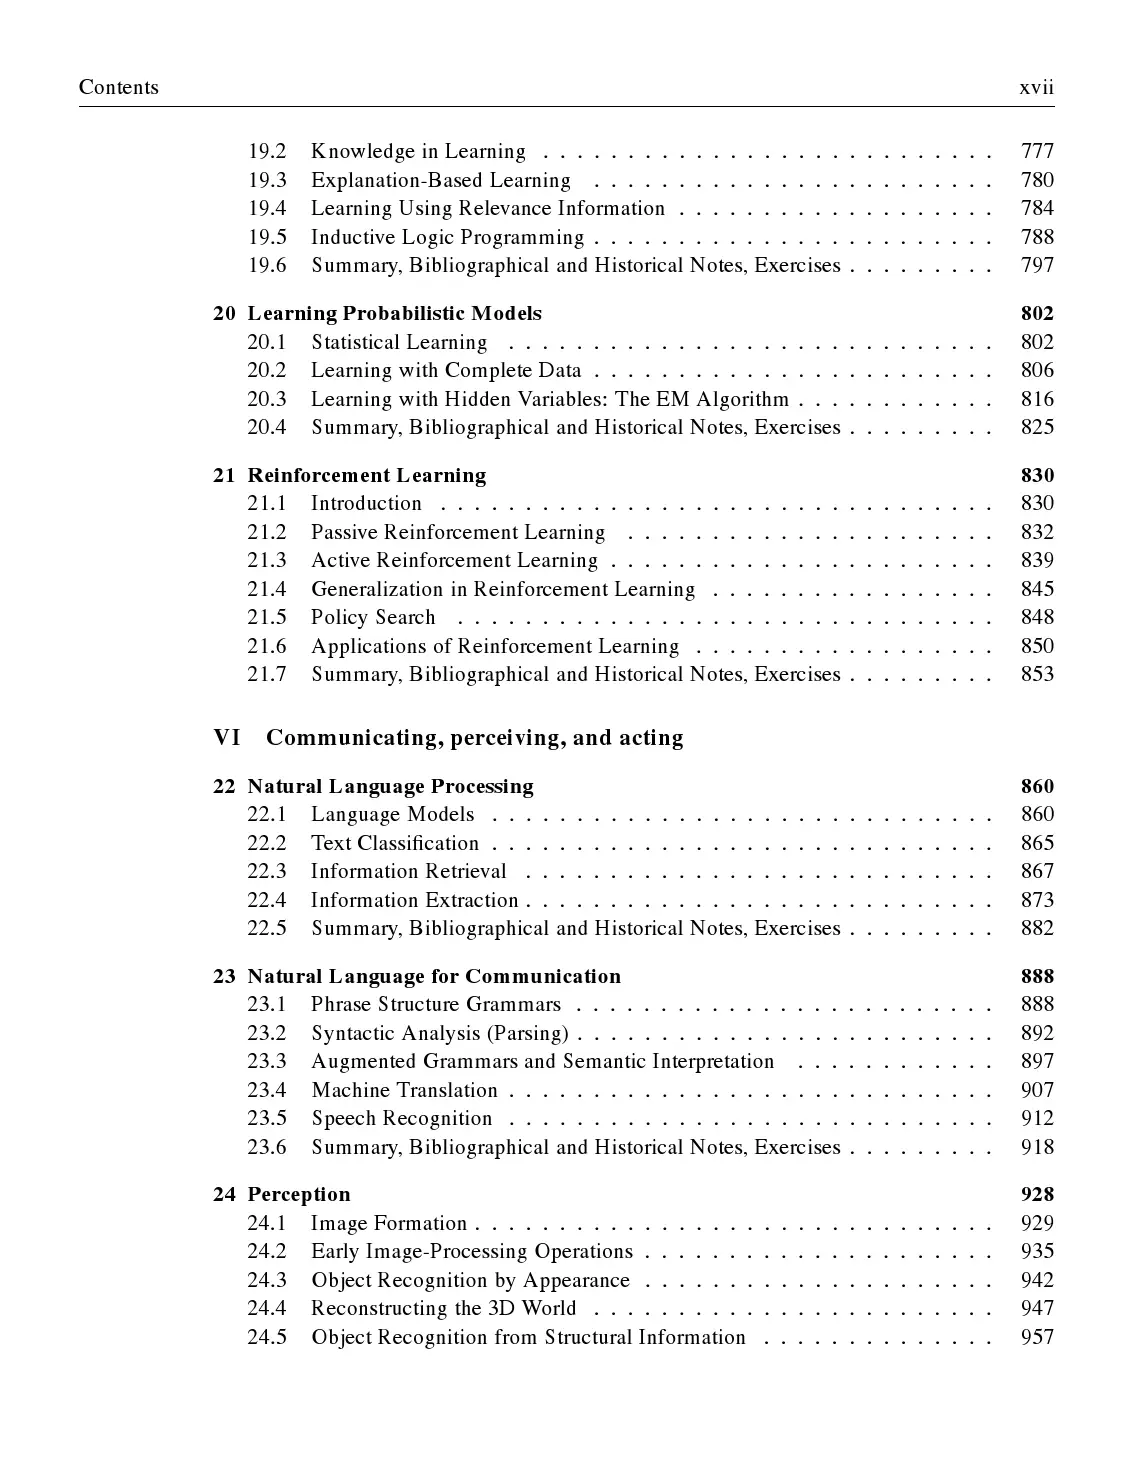 Contents xvii
19.2 Knowledge in Learning . . . . . . . . . . . . . . . . . . . . . . . . . . . 777
19.3 Explanation-Based Learning . . . . . . . . . . . . . . . . . . . . . . . . 780
19.4 Learning Using Relevance Information . . . . . . . . . . . . . . . . . . . 784
19.5 Inductive Logic Programming . . . . . . . . . . . . . . . . . . . . . . . . 788
19.6 Summary, Bibliographical and Historical Notes, Exercises . . . . . . . . . 797
20 Learning Probabilistic Models 802
20.1 Statistical Learning . . . . . . . . . . . . . . . . . . . . . . . . . . . . . 802
20.2 Learning with Complete Data . . . . . . . . . . . . . . . . . . . . . . . . 806
20.3 Learning with Hidden Variables: The EM Algorithm . . . . . . . . . . . . 816
20.4 Summary, Bibliographical and Historical Notes, Exercises . . . . . . . . . 825
21 Reinforcement Learning 830
21.1 Introduction . . . . . . . . . . . . . . . . . . . . . . . . . . . . . . . . . 830
21.2 Passive Reinforcement Learning . . . . . . . . . . . . . . . . . . . . . . 832
21.3 Active Reinforcement Learning . . . . . . . . . . . . . . . . . . . . . . . 839
21.4 Generalization in Reinforcement Learning . . . . . . . . . . . . . . . . . 845
21.5 Policy Search . . . . . . . . . . . . . . . . . . . . . . . . . . . . . . . . 848
21.6 Applications of Reinforcement Learning . . . . . . . . . . . . . . . . . . 850
21.7 Summary, Bibliographical and Historical Notes, Exercises . . . . . . . . . 853
VI Communicating, perceiving, and acting
22 Natural Language Processing 860
22.1 Language Models . . . . . . . . . . . . . . . . . . . . . . . . . . . . . . 860
22.2 Text Classification . . . . . . . . . . . . . . . . . . . . . . . . . . . . . . 865
22.3 Information Retrieval . . . . . . . . . . . . . . . . . . . . . . . . . . . . 867
22.4 Information Extraction . . . . . . . . . . . . . . . . . . . . . . . . . . . . 873
22.5 Summary, Bibliographical and Historical Notes, Exercises . . . . . . . . . 882
23 Natural Language for Communication 888
23.1 Phrase Structure Grammars . . . . . . . . . . . . . . . . . . . . . . . . . 888
23.2 Syntactic Analysis (Parsing) . . . . . . . . . . . . . . . . . . . . . . . . . 892
23.3 Augmented Grammars and Semantic Interpretation . . . . . . . . . . . . 897
23.4 Machine Translation . . . . . . . . . . . . . . . . . . . . . . . . . . . . . 907
23.5 Speech Recognition . . . . . . . . . . . . . . . . . . . . . . . . . . . . . 912
23.6 Summary, Bibliographical and Historical Notes, Exercises . . . . . . . . . 918
24 Perception 928
24.1 Image Formation . . . . . . . . . . . . . . . . . . . . . . . . . . . . . . . 929
24.2 Early Image-Processing Operations . . . . . . . . . . . . . . . . . . . . . 935
24.3 Object Recognition by Appearance . . . . . . . . . . . . . . . . . . . . . 942
24.4 Reconstructing the 3D World . . . . . . . . . . . . . . . . . . . . . . . . 947
24.5 Object Recognition from Structural Information . . . . . . . . . . . . . . 957